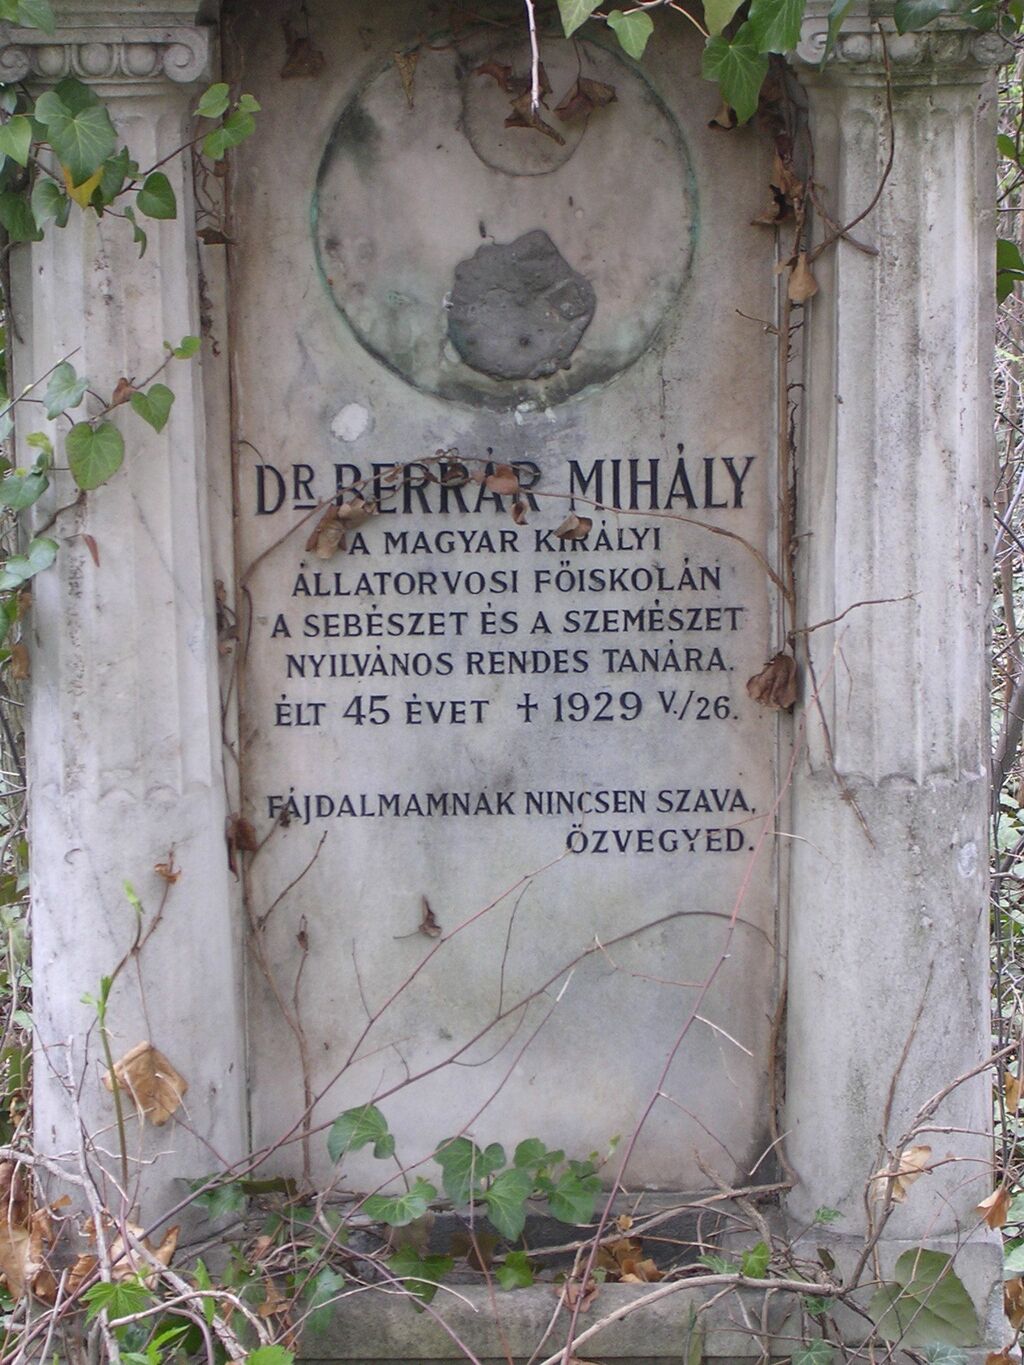 DR BERRÁR MIHÁLY
A MAGYAR KIRÁLYI
ÁLLATORVOSI FŐISKOLÁN
A SEBÉSZET ÉS A SZEMÉSZET
NYILVÁNOS RENDES TANÁRA.
ÉLT 45 ÉVET † 1929 V./26.
FÁJDALMAMNAK NINCSEN SZAVA,
ÖZVEGYED.